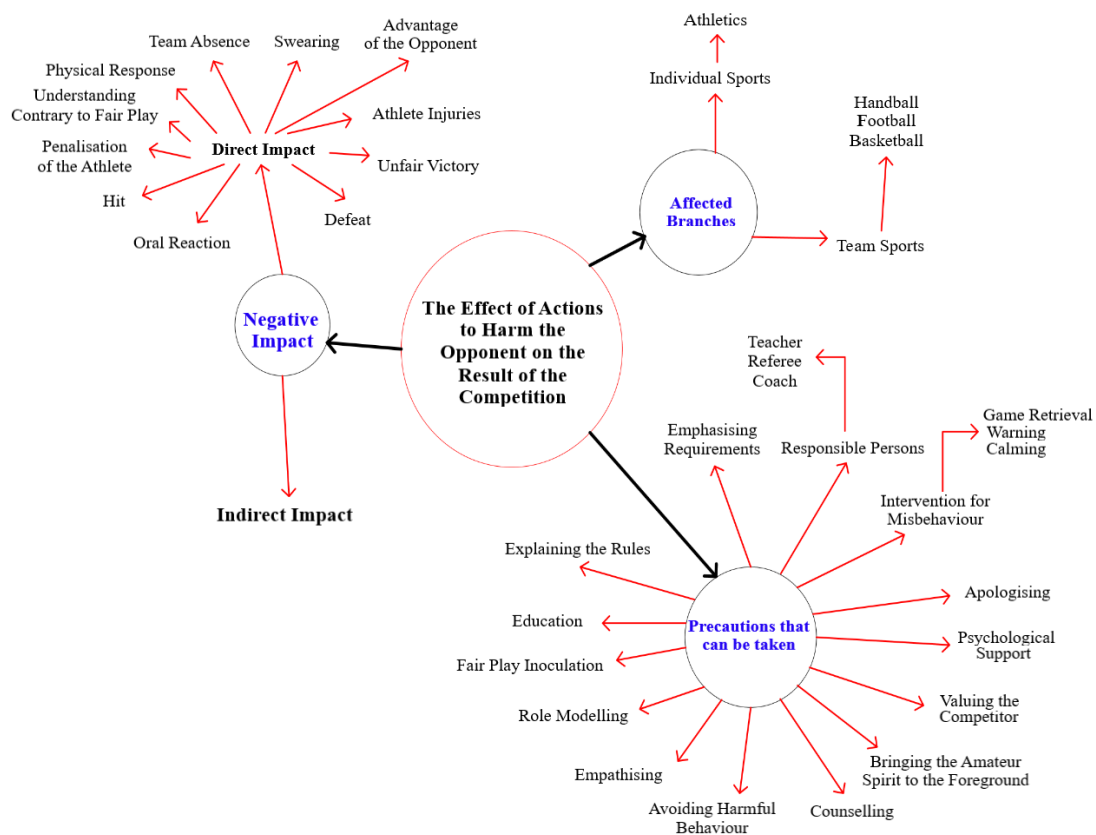 Team Absence
Swearing
Advantage
of the Opponent
Physical Response
Understanding
Contrary to Fair Play
Athlete Injuries
Penalisation
of the Athlete
Direct Impact
Unfair Victory
Hit
Defeat
Oral Reaction
Negative
Impact
Indirect Impact
The Effect of Actions
to Harm the
Opponent on the
Result of the
Competition
Athletics
Individual Sports
Handball
Football
Basketball
Affected
Branches
Team Sports
Teacher
Referee
Coach
Emphasising
Requirements
Responsible Persons
Game Retrieval
Warning
Calming
Intervention for
Misbehaviour
Explaining the Rules
Education
Fair Play Inoculation
Role Modelling
Empathising
Avoiding Harmful
Behaviour
Counselling
Bringing the Amateur
Spirit to the Foreground
Valuing the
Competitor
Psychological
Support
Apologising
Precautions that
can be taken